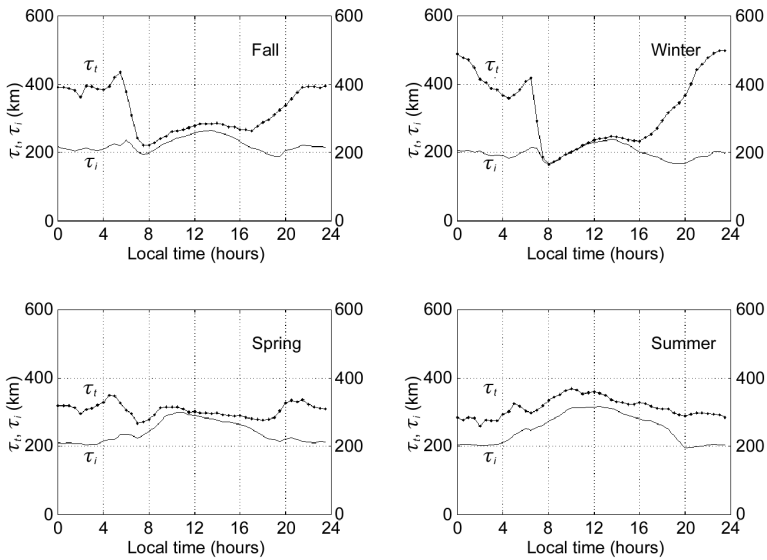 600 600
Fall
τt
400 400
τt, τi (km)
200 200
τi
0 0
0 4 8 12 16 20 24
Local time (hours)
600 600
Winter
τt
400 400
τt, τi (km)
200 200
τi
0 0
0 4 8 12 16 20 24
Local time (hours)
600 600
Spring
400 400
τt
τt, τi (km)
200 200
τi
0 0
0 4 8 12 16 20 24
Local time (hours)
600 600
Summer
400 400
τt
τt, τi (km)
200 200
τi
0 0
0 4 8 12 16 20 24
Local time (hours)